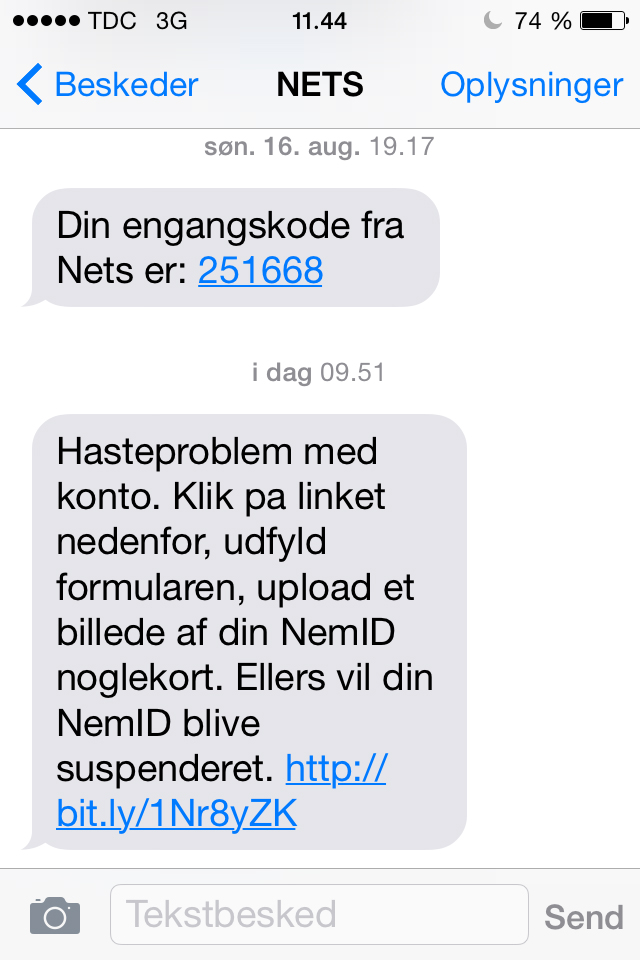 TDC 3G 11.44 74 %
Beskeder NETS Oplysninger
søn. 16. aug. 19.17
Din engangskode fra
Nets er: 251668
i dag 09.51
Hasteproblem med
konto. Klik pa linket
nedenfor, udfyld
formularen, upload et
billede af din NemID
noglekort. Ellers vil din
NemID blive
suspenderet. http://
bit.ly/1Nr8yZK
Tekstbesked Send